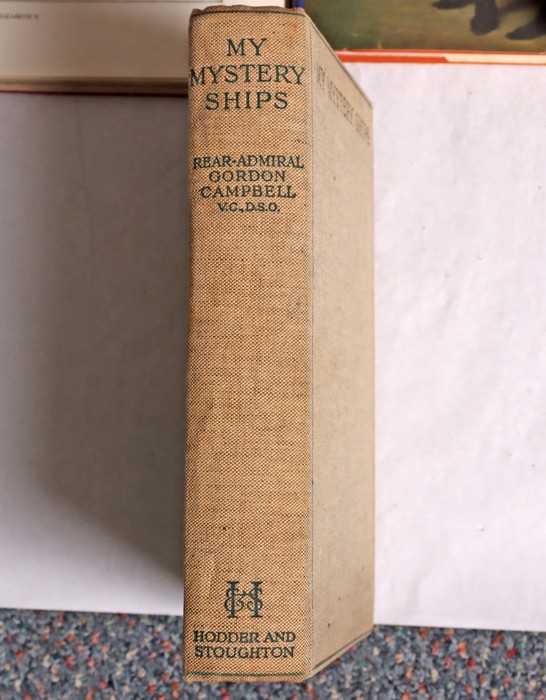 MY
MYSTERY
SHIPS
REAR-ADMIRAL
GORDON
CAMPBELL
V.C., D.S.O.
H&S
HODDER AND
STOUGHTON
MY MYSTERY SHIPS